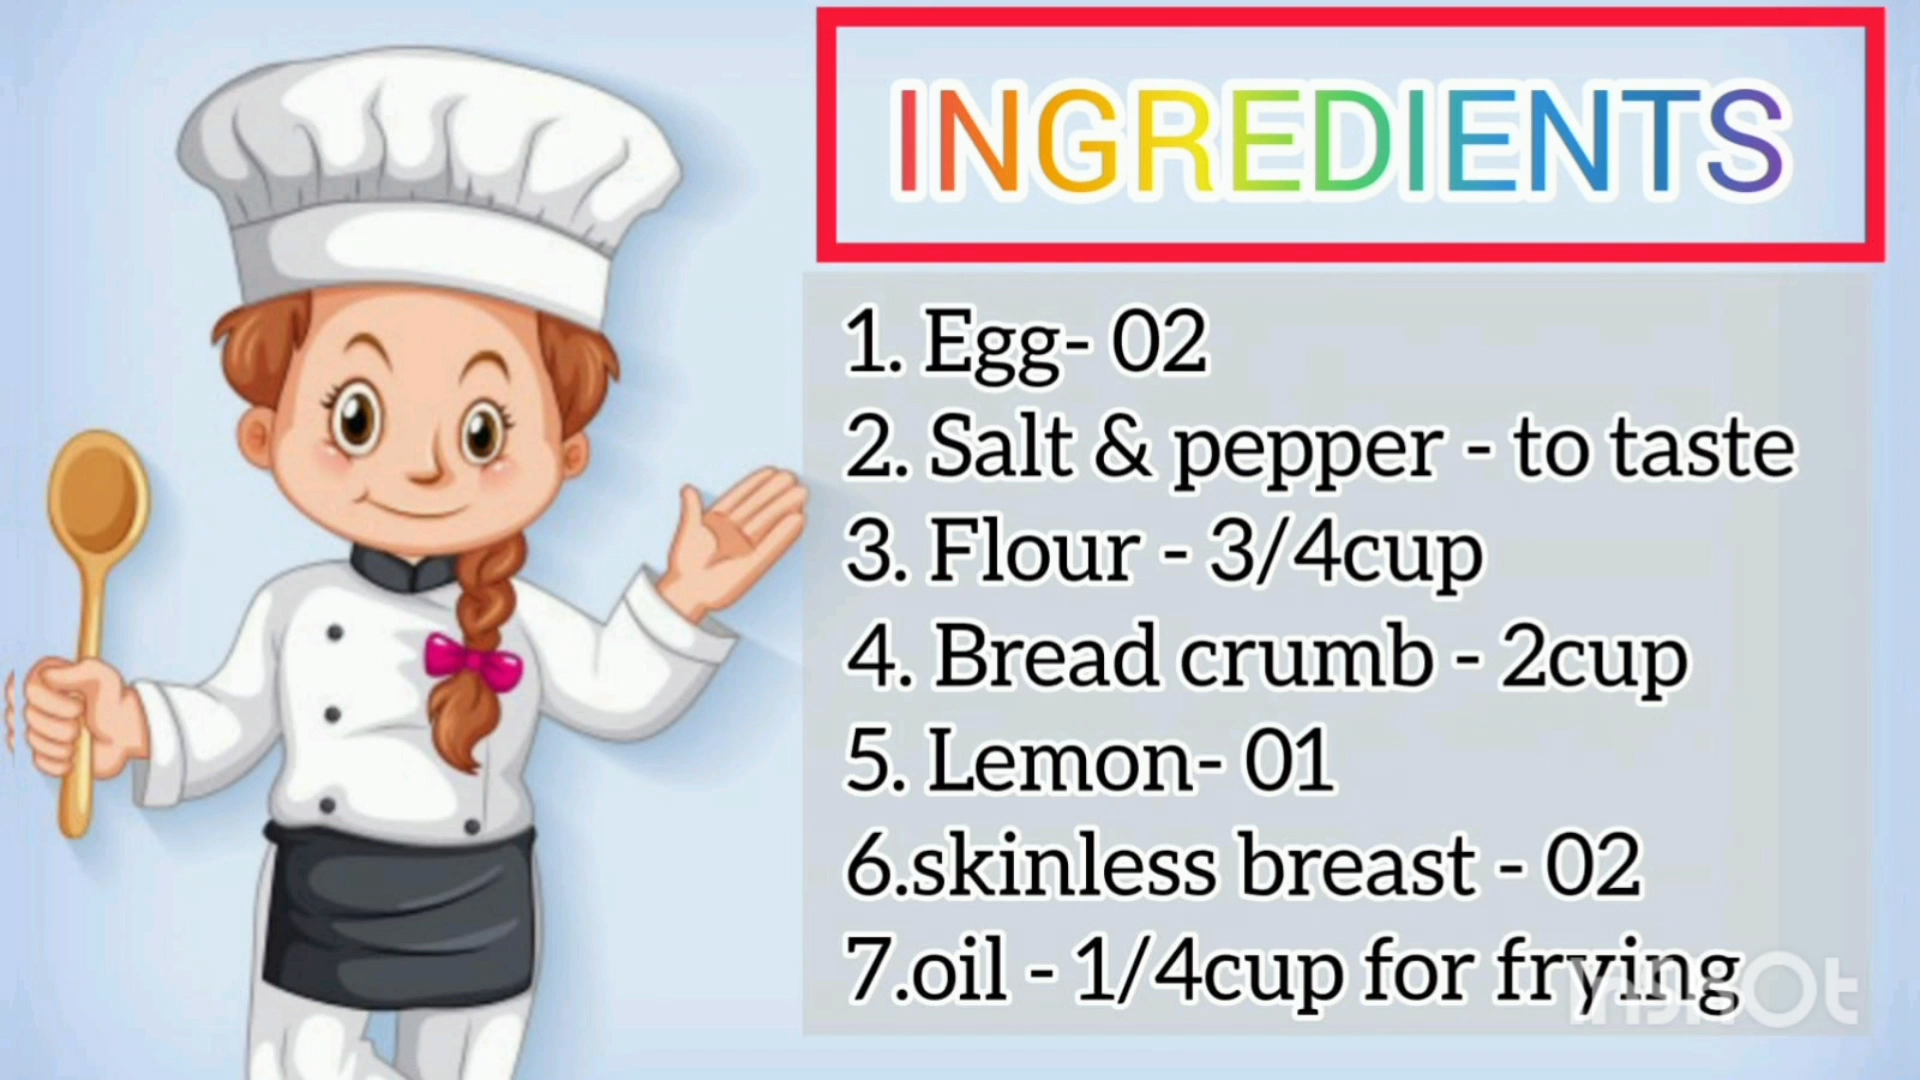 INGREDIENTS
1. Egg- 02
2. Salt & pepper - to taste
3. Flour - 3/4cup
4. Bread crumb - 2cup
5. Lemon- 01
6.skinless breast - 02
7.oil - 1/4cup for frying
InShOt